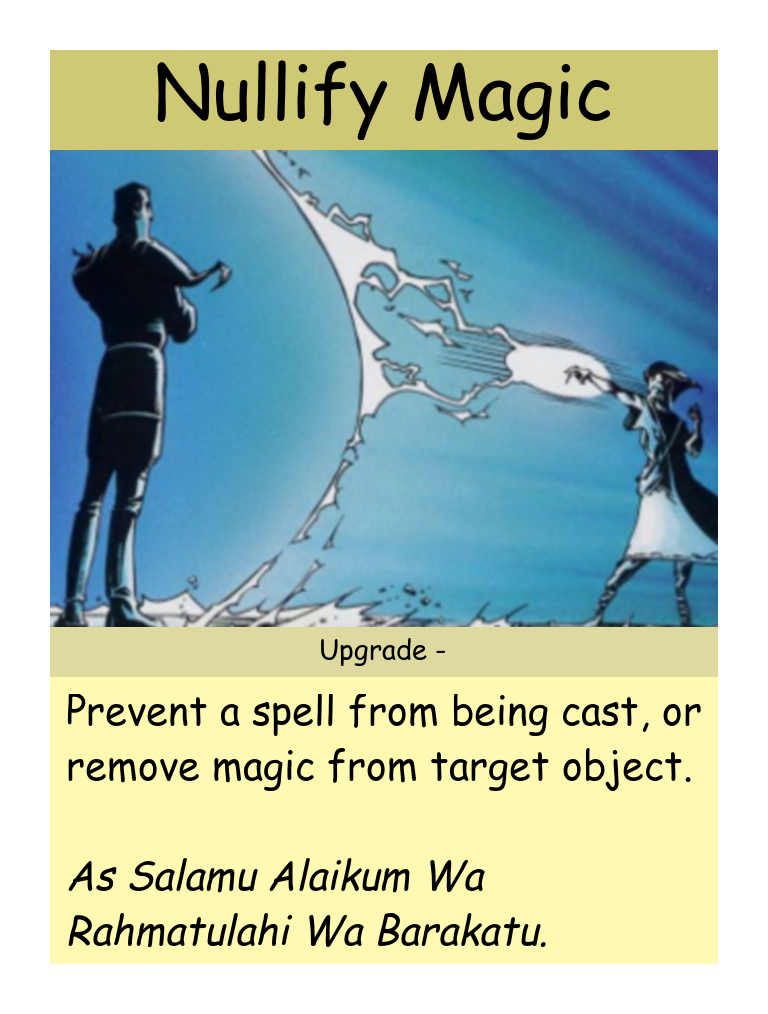 Nullify Magic
Upgrade -
Prevent a spell from being cast, or
remove magic from target object.
As Salamu Alaikum Wa
Rahmatulahi Wa Barakatu.